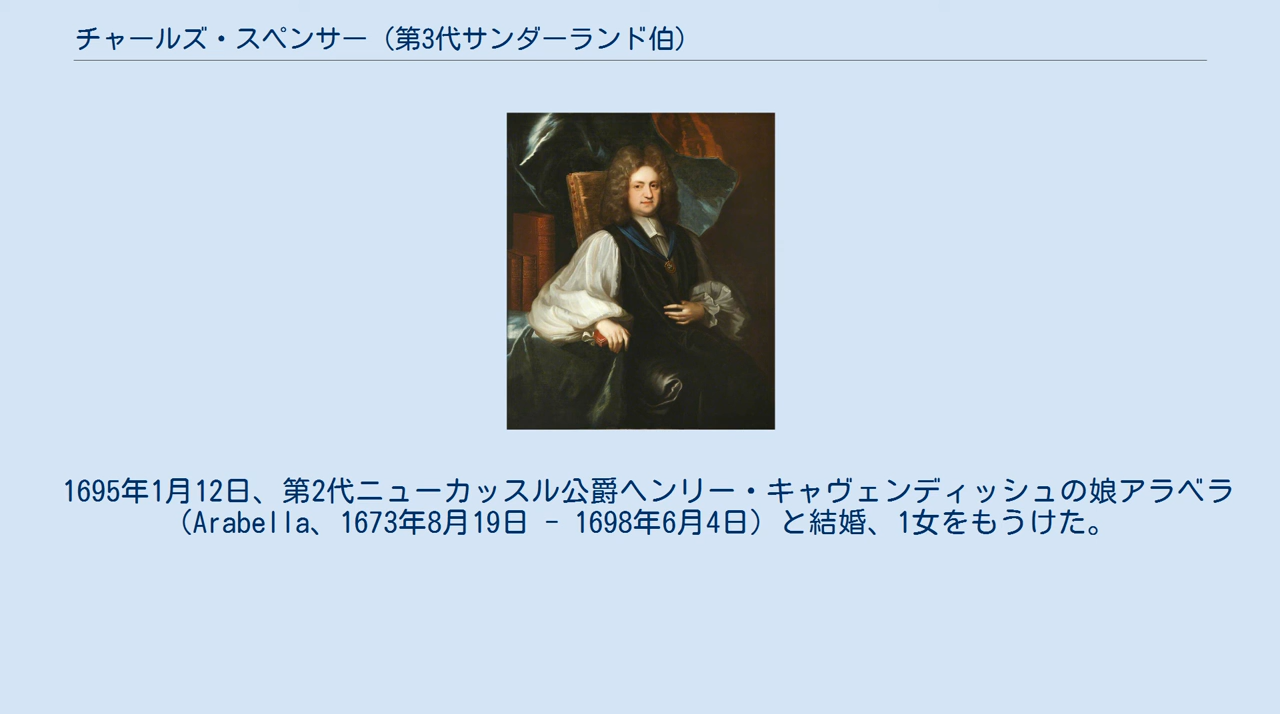 チャールズ・スペンサー（第3代サンダーランド伯）
1695年1月12日、第2代ニューカッスル公爵ヘンリー・キャヴェンディッシュの娘アラベラ
（Arabella、1673年8月19日 - 1698年6月4日）と結婚、1女をもうけた。